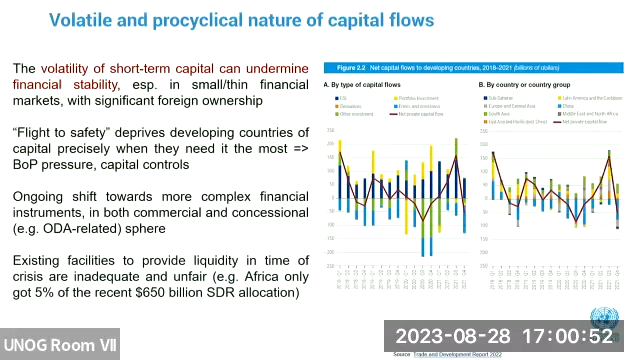 Volatile and procyclical nature of capital flows
The volatility of short-term capital can undermine
financial stability, esp. in small/thin financial
markets, with significant foreign ownership
“Flight to safety” deprives developing countries of
capital precisely when they need it the most =>
BoP pressure, capital controls
Ongoing shift towards more complex financial
instruments, in both commercial and concessional
(e.g. ODA-related) sphere
Existing facilities to provide liquidity in time of
crisis are inadequate and unfair (e.g. Africa only
got 5% of the recent $650 billion SDR allocation)
Figure 2.2 Net capital flows to developing countries, 2018–2021 (billions of dollars)
A. By type of capital flows
Portfolio Investment
Other investment
Net private capital flow
B. By country or country group
Latin America and the Caribbean
Europe and Central Asia
China
South Asia
Middle East and North Africa
Net private capital flow
UNOG Room VII
2023-08-28 17:00:52
Source Trade and Development Report 2022